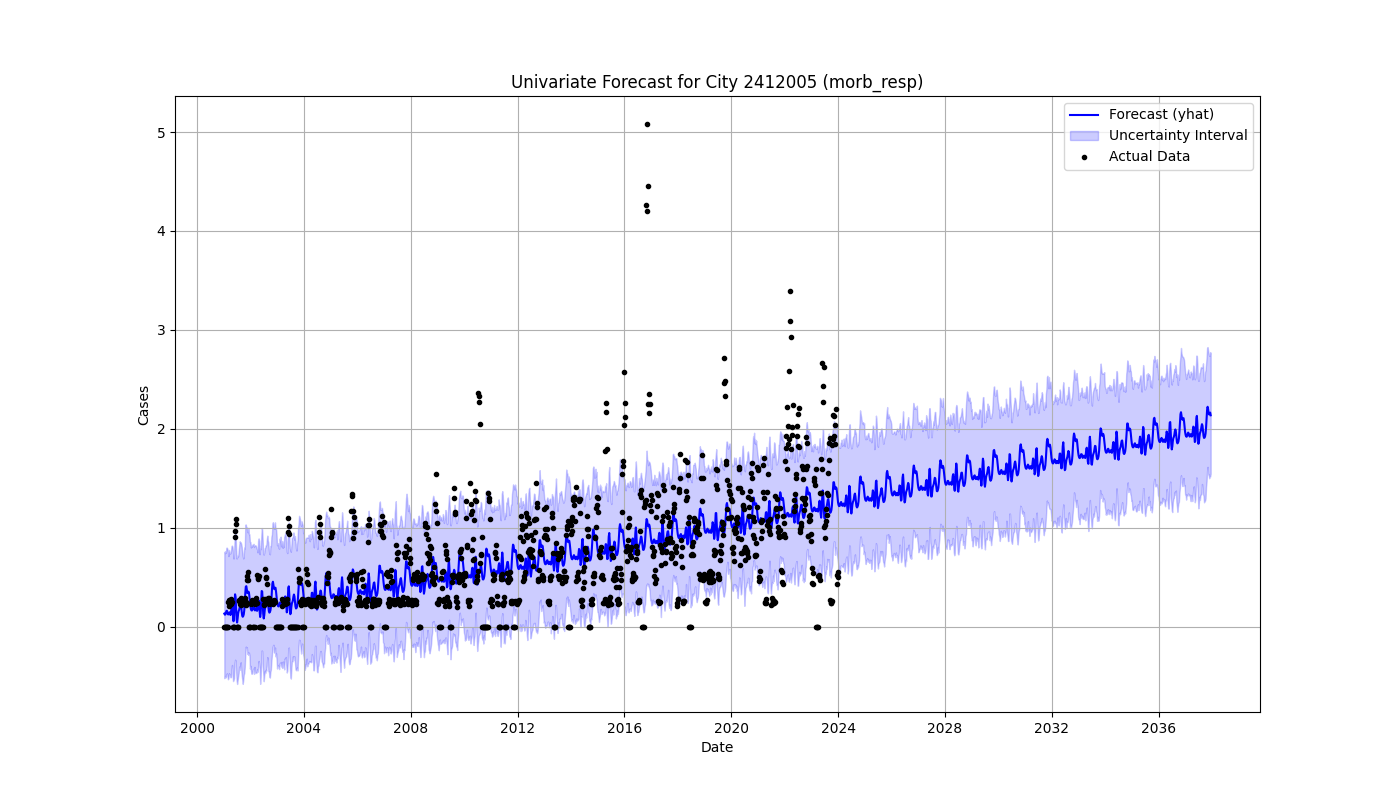 Univariate Forecast for City 2412005 (morb_resp)
Forecast (yhat)
Uncertainty Interval
Actual Data
Cases
5
4
3
2
1
0
2000 2004 2008 2012 2016 2020 2024 2028 2032 2036
Date